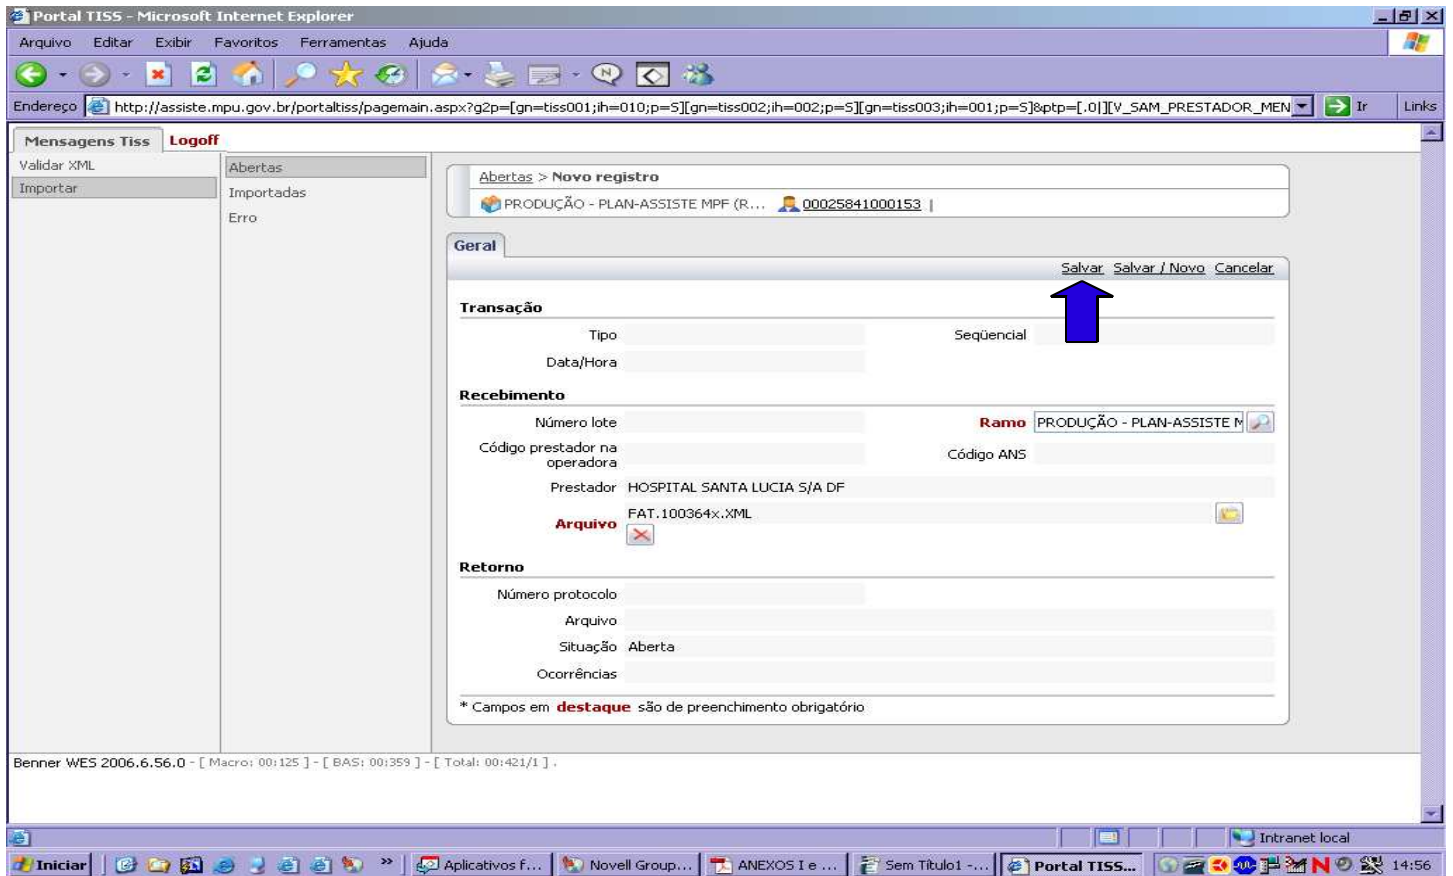 Portal TISS - Microsoft Internet Explorer
Arquivo Editar Exibir Favoritos Ferramentas Ajuda
Endereço http://assiste.mpu.gov.br/portaltiss/pagemain.aspx?g2p=[gn=tiss001;ih=010;p=S][gn=tiss002;ih=002;p=S][gn=tiss003;ih=001;p=S]&ptp=[.0|][V_SAM_PRESTADOR_MEN Ir Links
Mensagens Tiss Logoff
Validar XML
Importar
Abertas
Importadas
Erro
Abertas > Novo registro
PRODUÇÃO - PLAN-ASSISTE MPF (R... 00025841000153 |
Geral
Salvar Salvar / Novo Cancelar
Transação
Tipo Seqüencial
Data/Hora
Recebimento
Número lote Ramo PRODUÇÃO - PLAN-ASSISTE M
Código prestador na
operadora Código ANS
Prestador HOSPITAL SANTA LUCIA S/A DF
Arquivo FAT.100364x.XML
Retorno
Número protocolo
Arquivo
Situação Aberta
Ocorrências
* Campos em destaque são de preenchimento obrigatório
Benner WES 2006.6.56.0 - [ Macro: 00:125 ] - [ BAS: 00:359 ] - [ Total: 00:421/1 ] .
Intranet local
Iniciar » Aplicativos f... Novell Group... ANEXOS I e ... Sem Título1 -... Portal TISS... 14:56